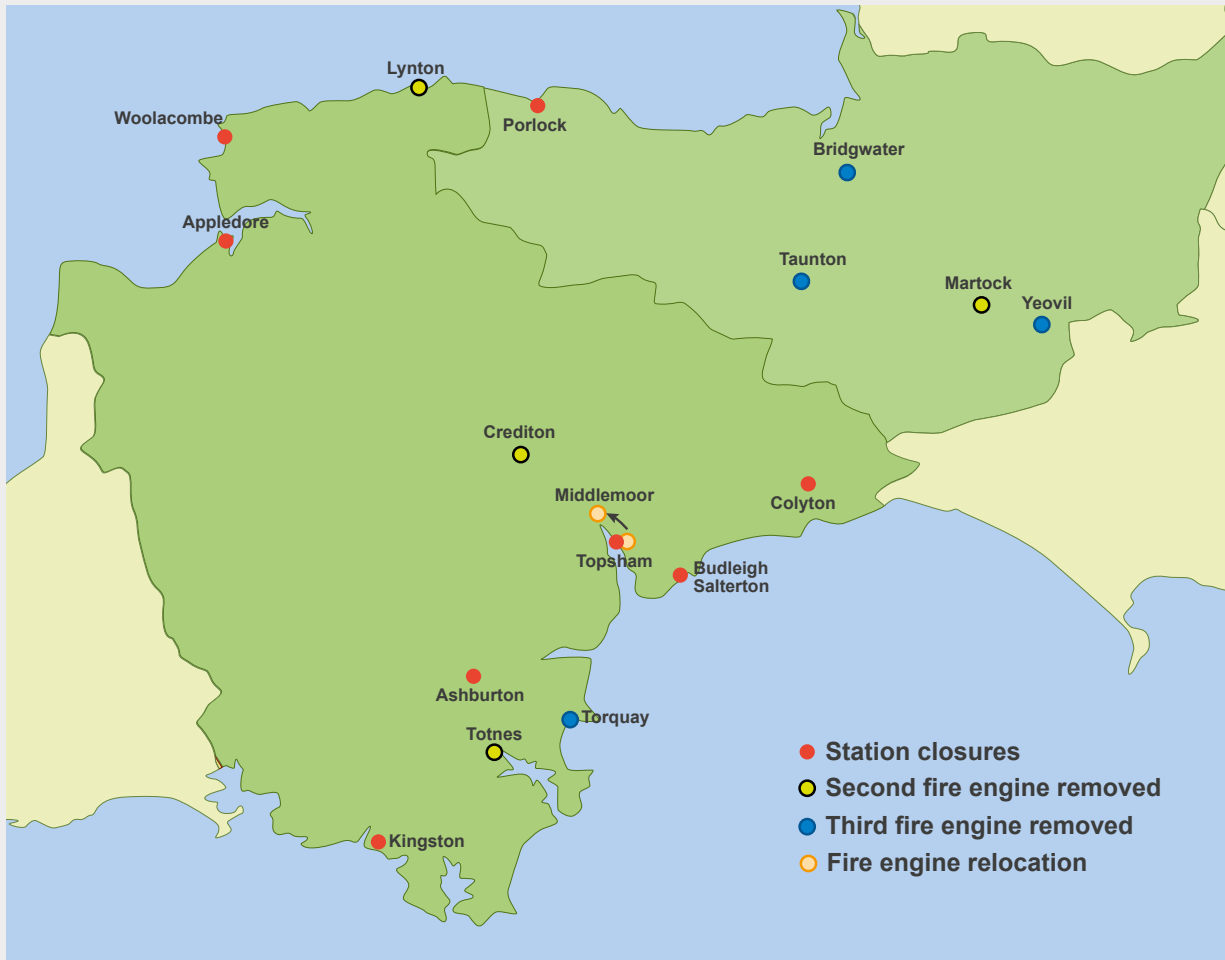 Lynton
Woolacombe
Porlock
Bridgwater
Appledore
Taunton
Martock
Yeovil
Crediton
Middlemoor
Colyton
Topsham
Budleigh
Salterton
Ashburton
Torquay
Totnes
Kingston
Station closures
Second fire engine removed
Third fire engine removed
Fire engine relocation